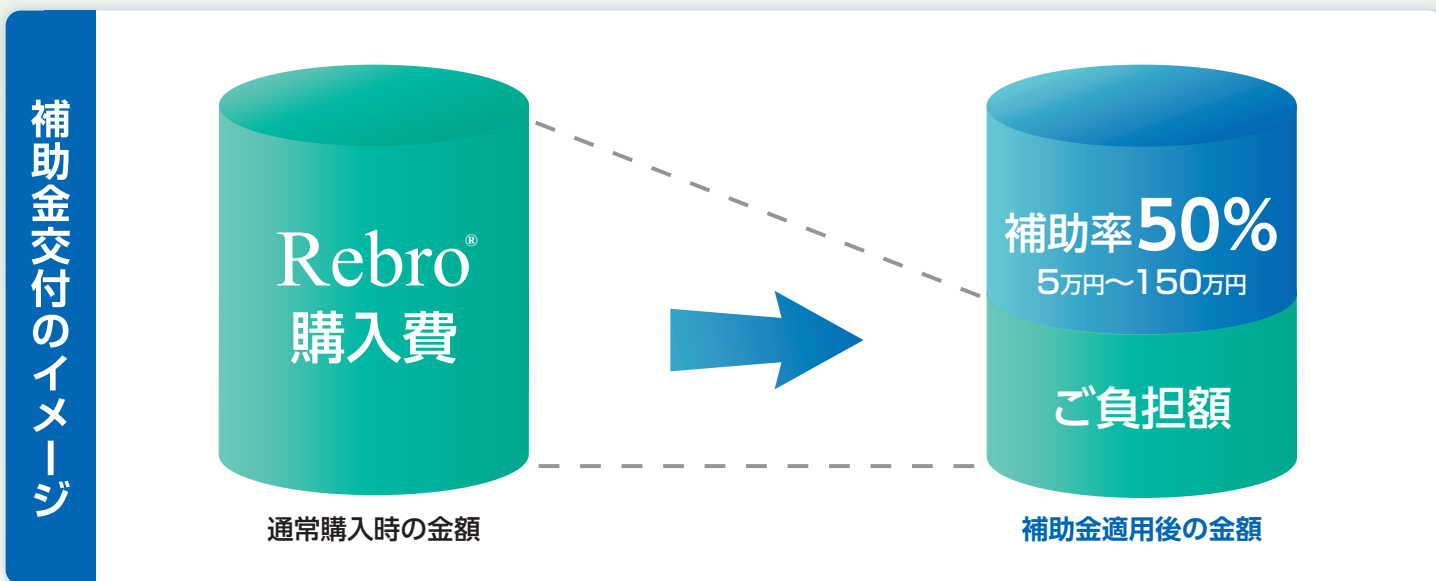 補助金交付のイメージ
Rebro®
購入費
通常購入時の金額
補助率50%
5万円〜150万円
ご負担額
補助金適用後の金額